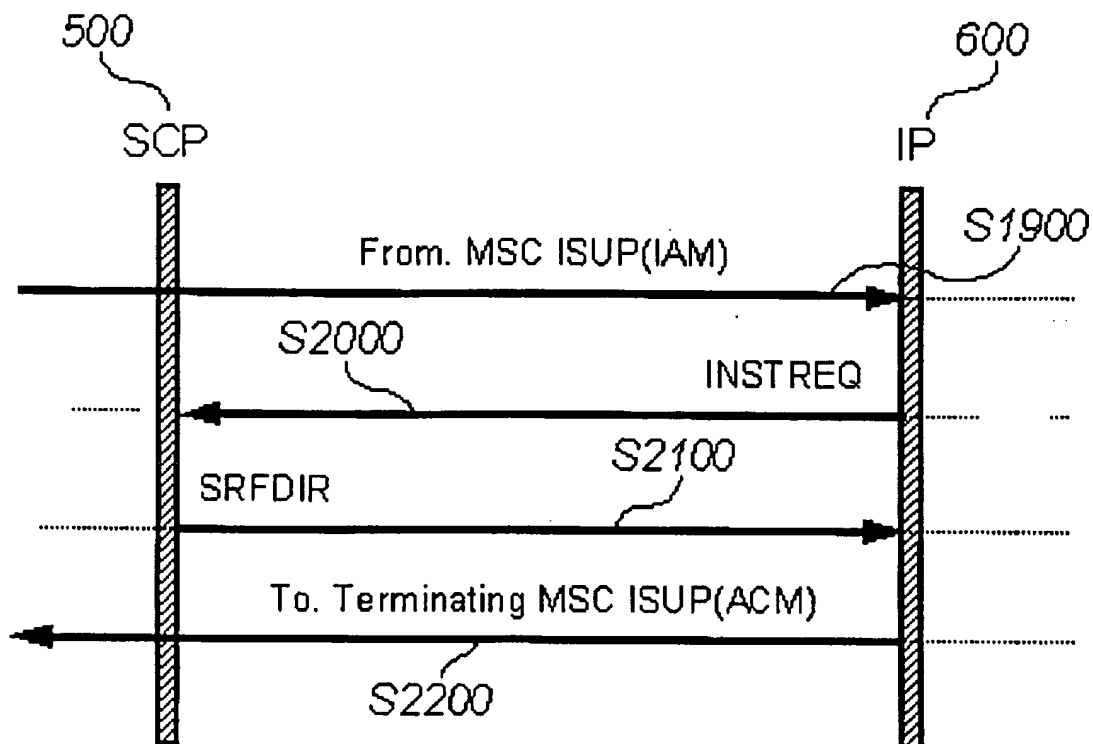 500
600
SCP
IP
S1900
From. MSC ISUP(IAM)
S2000
INSTREQ
S2100
SRFDIR
To. Terminating MSC ISUP(ACM)
S2200